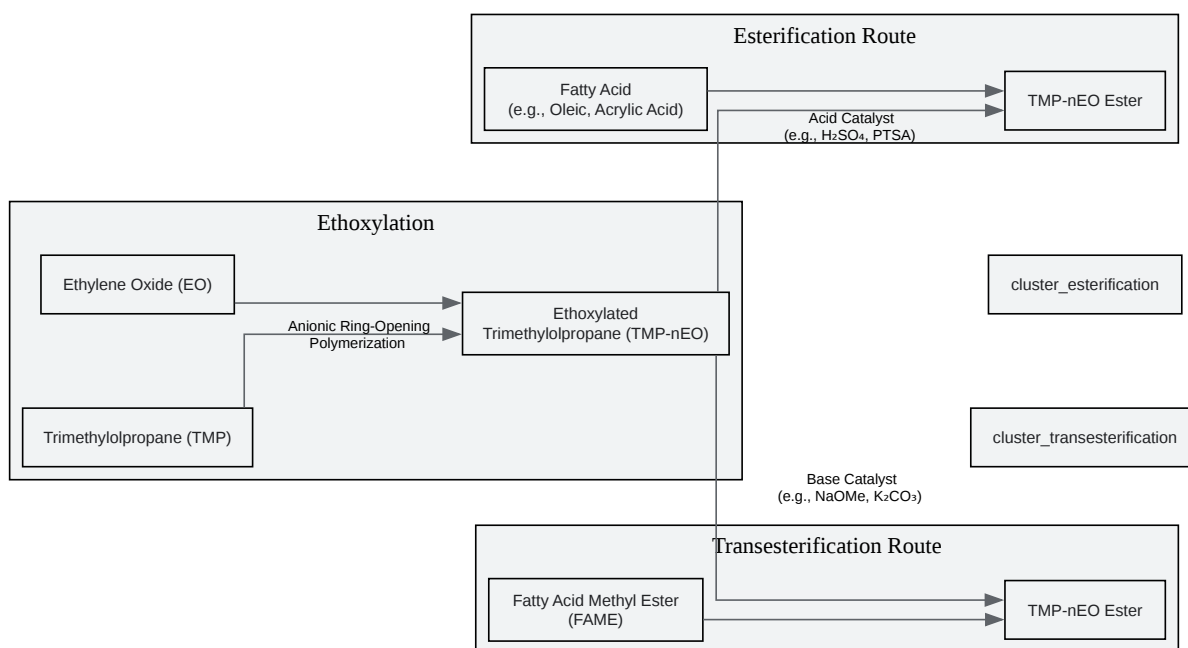 Esterification Route
Fatty Acid
(e.g., Oleic, Acrylic Acid)
TMP-nEO Ester
Acid Catalyst
(e.g., H₂SO₄, PTSA)
Ethoxylation
Ethylene Oxide (EO)
Ethoxylated
Trimethylolpropane (TMP-nEO)
Anionic Ring-Opening
Polymerization
Trimethylolpropane (TMP)
cluster_esterification
cluster_transesterification
Base Catalyst
(e.g., NaOMe, K₂CO₃)
Transesterification Route
Fatty Acid Methyl Ester
(FAME)
TMP-nEO Ester